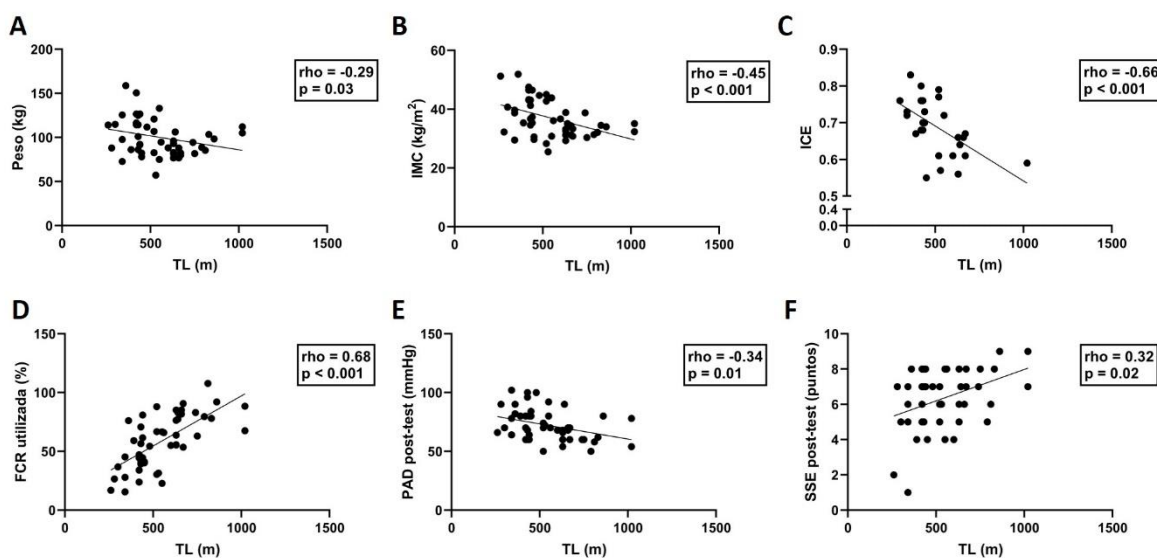 A
Peso (kg)
200
150
100
50
0
0 500 1000 1500
TL (m)
rho = -0.29
p = 0.03
B
IMC (kg/m²)
60
40
20
0
0 500 1000 1500
TL (m)
rho = -0.45
p < 0.001
C
ICE
0.9
0.8
0.7
0.6
0.5
0.4
0.0
0 500 1000 1500
TL (m)
rho = -0.66
p < 0.001
D
FCR utilizada (%)
150
100
50
0
0 500 1000 1500
TL (m)
rho = 0.68
p < 0.001
E
PAD post-test (mmHg)
150
100
50
0
0 500 1000 1500
TL (m)
rho = -0.34
p = 0.01
F
SSE post-test (puntos)
10
8
6
4
2
0
0 500 1000 1500
TL (m)
rho = 0.32
p = 0.02